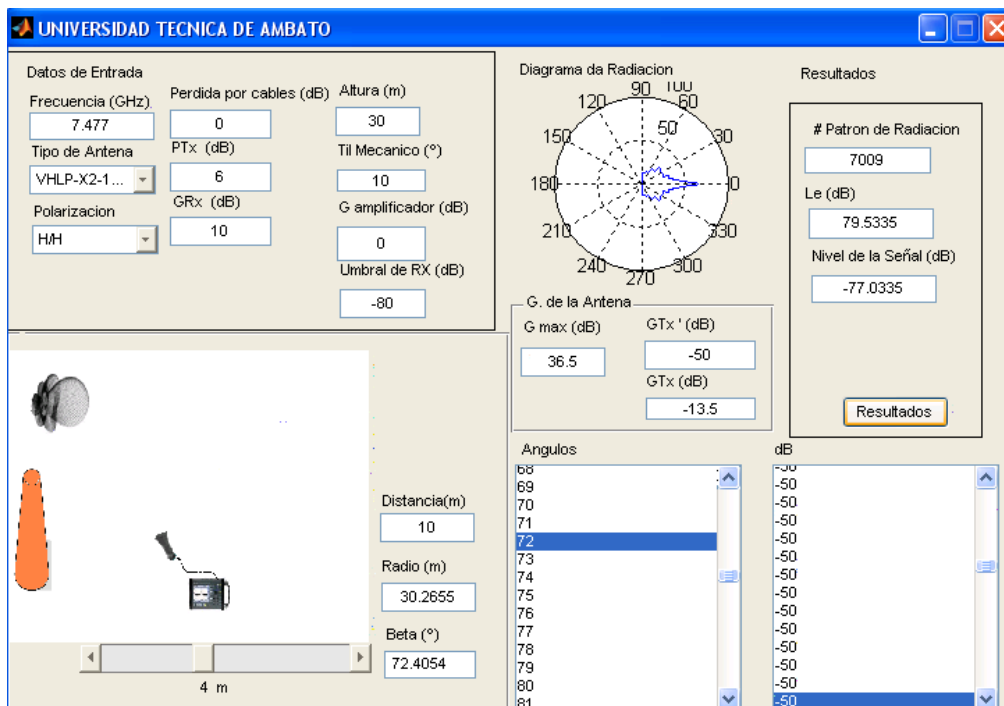 UNIVERSIDAD TECNICA DE AMBATO
Datos de Entrada
Frecuencia (GHz)
7.477
Tipo de Antena
VHLP-X2-1...
Polarizacion
H/H
Perdida por cables (dB)
0
PTx (dB)
6
GRx (dB)
10
Altura (m)
30
Til Mecanico (º)
10
G amplificador (dB)
0
Umbral de RX (dB)
-80
Diagrama da Radiacion
90 100
120 60
150 50 30
180 0
210 330
240 300
270
G. de la Antena
G max (dB)
36.5
GTx ' (dB)
-50
GTx (dB)
-13.5
Resultados
# Patron de Radiacion
7009
Le (dB)
79.5335
Nivel de la Señal (dB)
-77.0335
Resultados
Distancia(m)
10
Radio (m)
30.2655
Beta (º)
72.4054
4 m
Angulos
68
69
70
71
72
73
74
75
76
77
78
79
80
81
dB
-50
-50
-50
-50
-50
-50
-50
-50
-50
-50
-50
-50
-50
-50